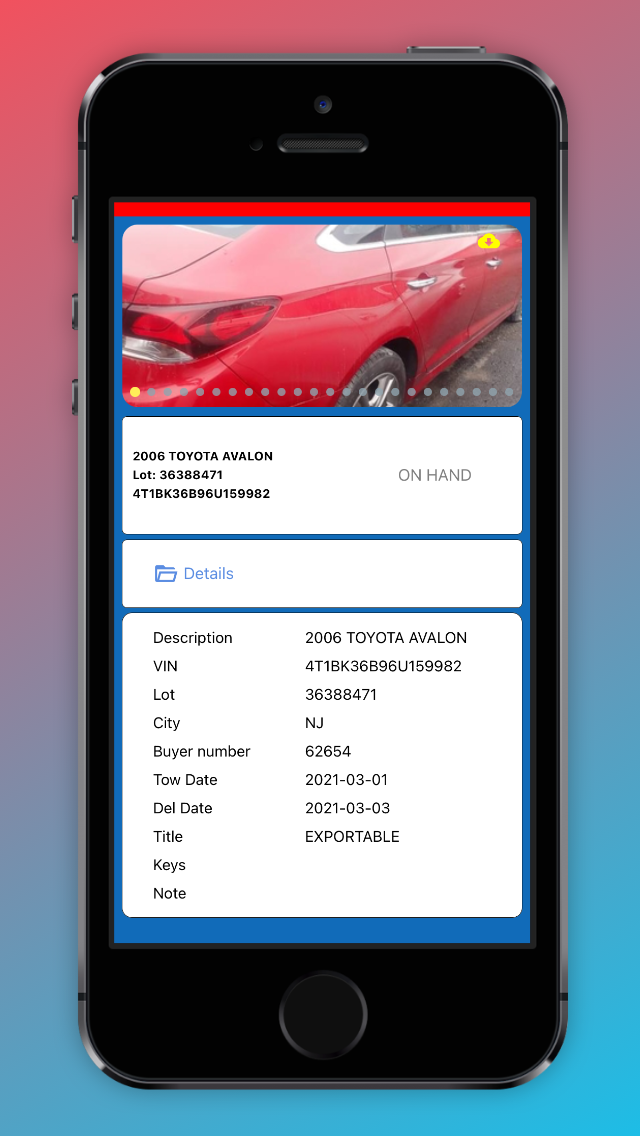 2006 TOYOTA AVALON
Lot: 36388471
4T1BK36B96U159982
ON HAND
Details
Description 2006 TOYOTA AVALON
VIN 4T1BK36B96U159982
Lot 36388471
City NJ
Buyer number 62654
Tow Date 2021-03-01
Del Date 2021-03-03
Title EXPORTABLE
Keys
Note